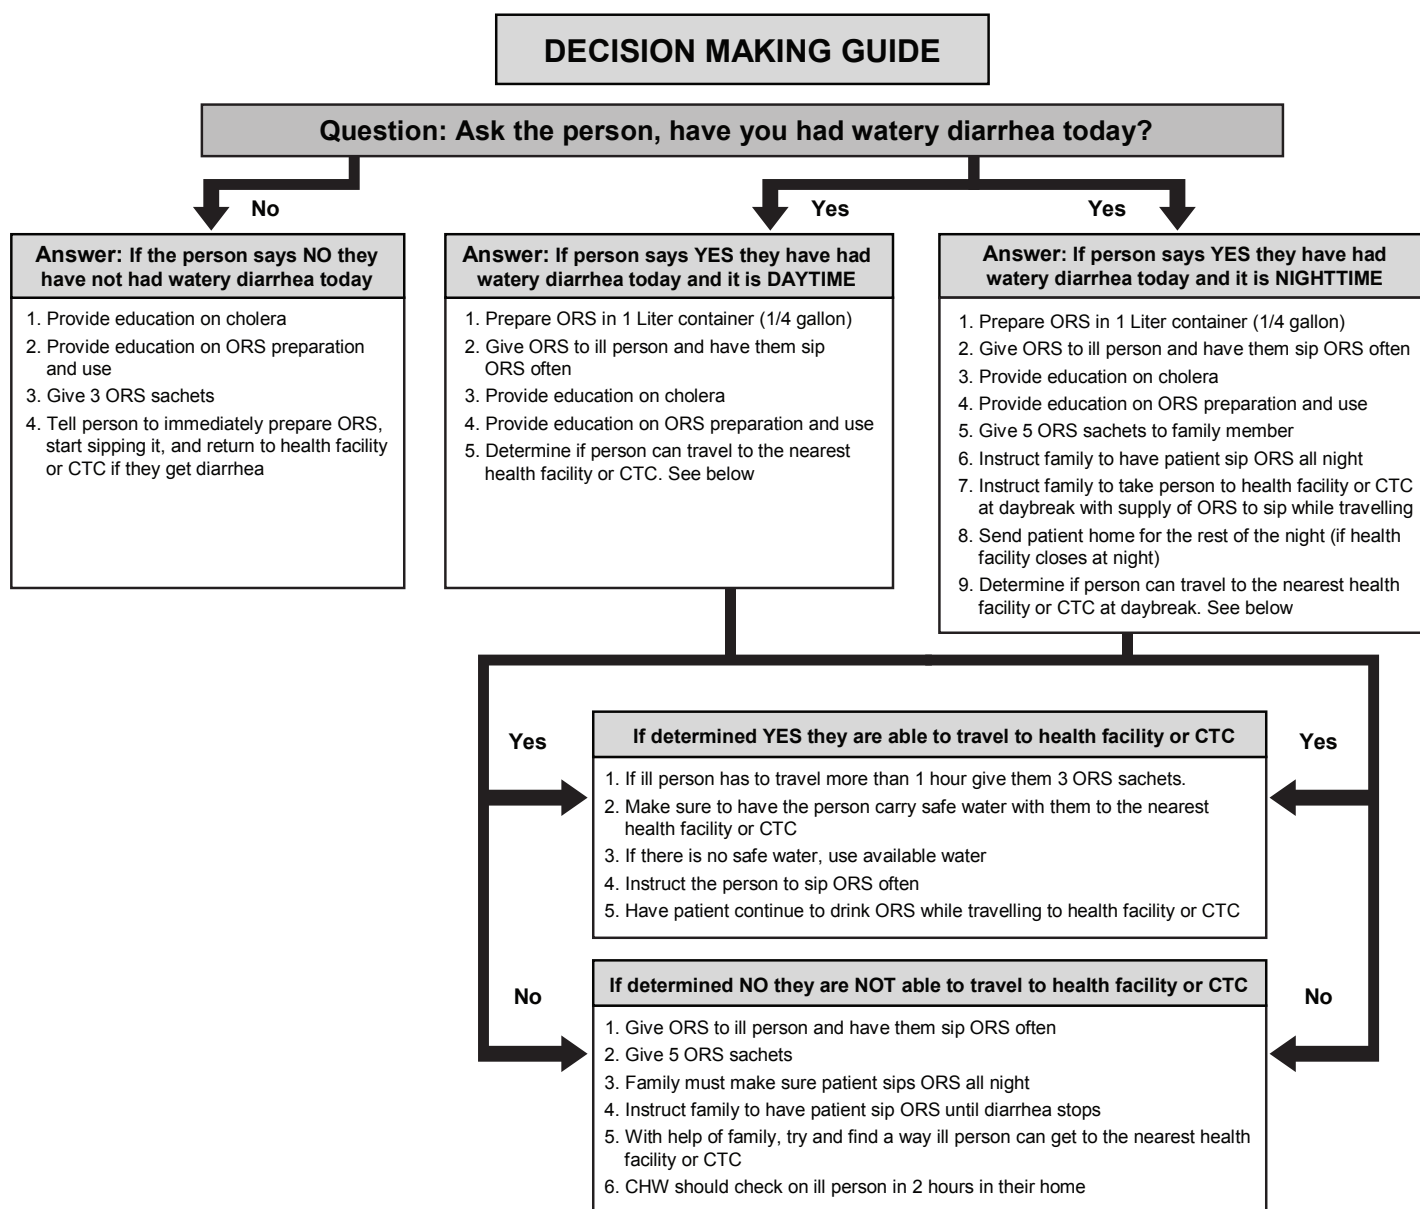 DECISION MAKING GUIDE
Question: Ask the person, have you had watery diarrhea today?
No
Yes
Yes
Answer: If the person says NO they
have not had watery diarrhea today
1. Provide education on cholera
2. Provide education on ORS preparation
and use
3. Give 3 ORS sachets
4. Tell person to immediately prepare ORS,
start sipping it, and return to health facility
or CTC if they get diarrhea
Answer: If person says YES they have had
watery diarrhea today and it is DAYTIME
1. Prepare ORS in 1 Liter container (1/4 gallon)
2. Give ORS to ill person and have them sip
ORS often
3. Provide education on cholera
4. Provide education on ORS preparation and use
5. Determine if person can travel to the nearest
health facility or CTC. See below
Answer: If person says YES they have had
watery diarrhea today and it is NIGHTTIME
1. Prepare ORS in 1 Liter container (1/4 gallon)
2. Give ORS to ill person and have them sip ORS often
3. Provide education on cholera
4. Provide education on ORS preparation and use
5. Give 5 ORS sachets to family member
6. Instruct family to have patient sip ORS all night
7. Instruct family to take person to health facility or CTC
at daybreak with supply of ORS to sip while travelling
8. Send patient home for the rest of the night (if health
facility closes at night)
9. Determine if person can travel to the nearest health
facility or CTC at daybreak. See below
Yes
If determined YES they are able to travel to health facility or CTC
Yes
1. If ill person has to travel more than 1 hour give them 3 ORS sachets.
2. Make sure to have the person carry safe water with them to the nearest
health facility or CTC
3. If there is no safe water, use available water
4. Instruct the person to sip ORS often
5. Have patient continue to drink ORS while travelling to health facility or CTC
No
If determined NO they are NOT able to travel to health facility or CTC
No
1. Give ORS to ill person and have them sip ORS often
2. Give 5 ORS sachets
3. Family must make sure patient sips ORS all night
4. Instruct family to have patient sip ORS until diarrhea stops
5. With help of family, try and find a way ill person can get to the nearest health
facility or CTC
6. CHW should check on ill person in 2 hours in their home